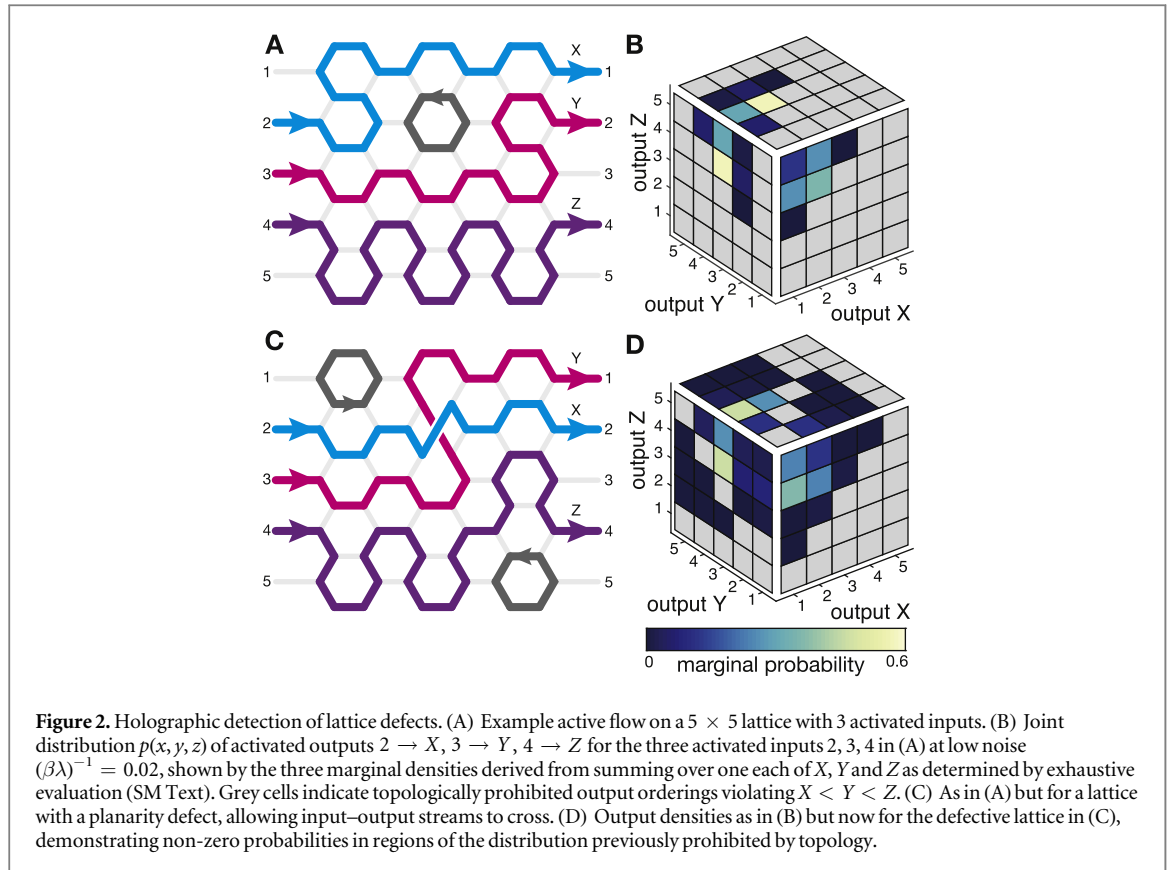 A
X
1
1
Y
2
2
3
3
Z
4
4
5
5
B
output Z
5
4
3
2
1
5
4
3
2
1
output Y
1
2
3
4
5
output X
C
Y
1
1
X
2
2
3
3
Z
4
4
5
5
D
output Z
5
4
3
2
1
5
4
3
2
1
output Y
1
2
3
4
5
output X
0
marginal probability
0.6
Figure 2. Holographic detection of lattice defects. (A) Example active flow on a 5 × 5 lattice with 3 activated inputs. (B) Joint
distribution p(x, y, z) of activated outputs 2 → X, 3 → Y, 4 → Z for the three activated inputs 2, 3, 4 in (A) at low noise
(βλ)⁻¹ = 0.02, shown by the three marginal densities derived from summing over one each of X, Y and Z as determined by exhaustive
evaluation (SM Text). Grey cells indicate topologically prohibited output orderings violating X < Y < Z. (C) As in (A) but for a lattice
with a planarity defect, allowing input–output streams to cross. (D) Output densities as in (B) but now for the defective lattice in (C),
demonstrating non-zero probabilities in regions of the distribution previously prohibited by topology.